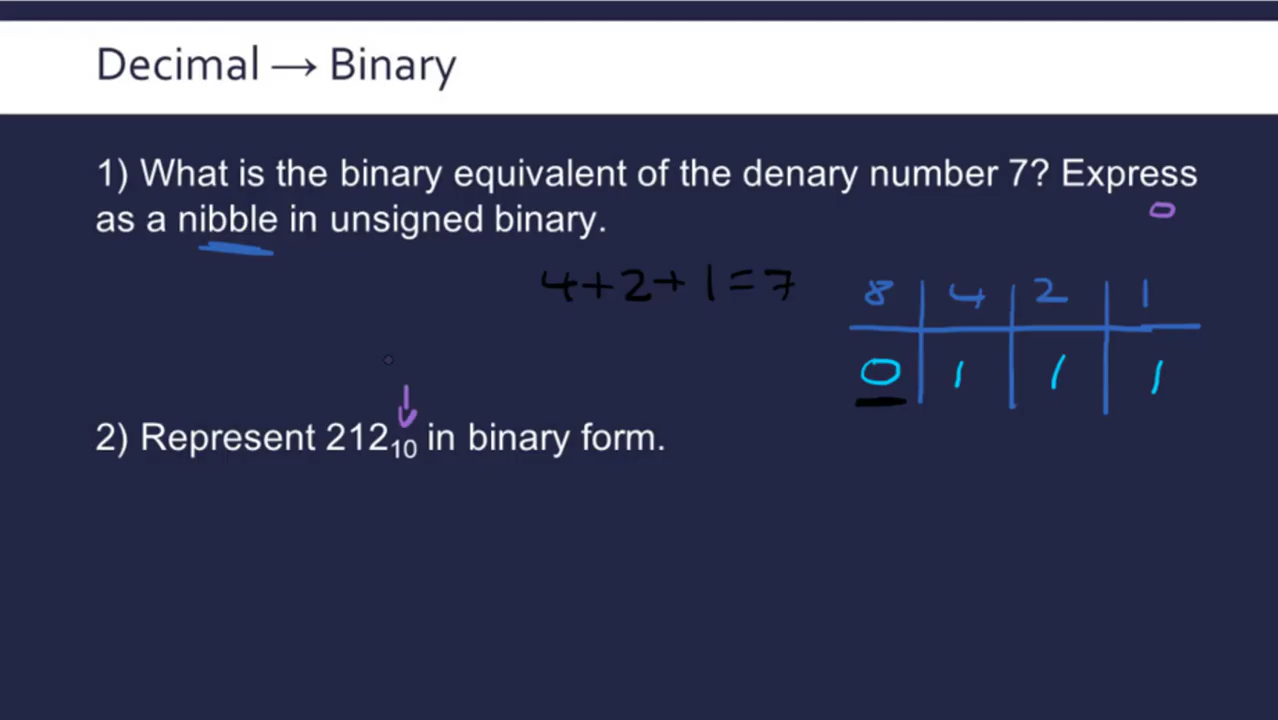 Decimal → Binary
1) What is the binary equivalent of the denary number 7? Express
as a nibble in unsigned binary.
4+2+1=7
8 4 2 1
0 1 1 1
2) Represent 212₁₀ in binary form.